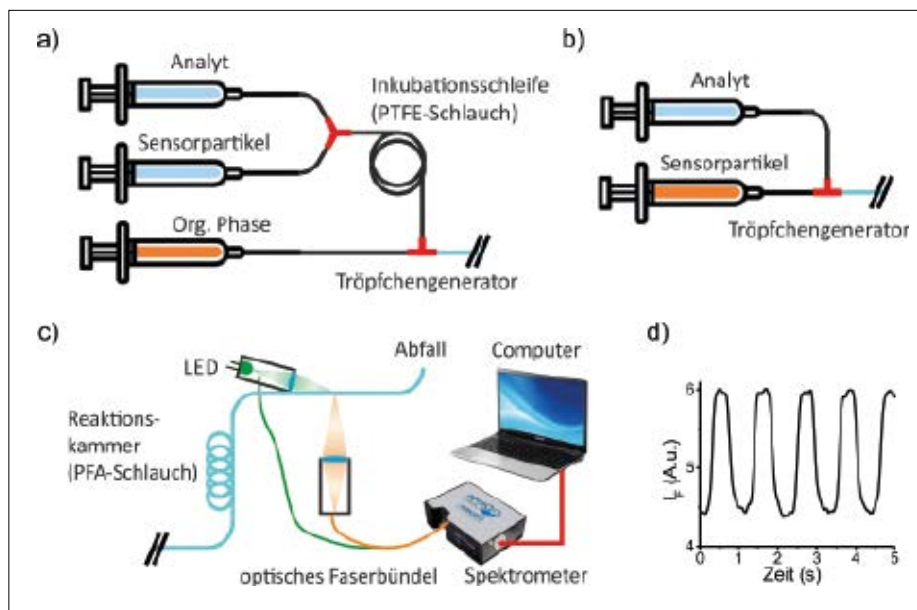 a)
Analyt
Sensorpartikel
Org. Phase
Inkubationsschleife
(PTFE-Schlauch)
Tröpfchengenerator
b)
Analyt
Sensorpartikel
Tröpfchengenerator
c)
LED
Abfall
Computer
Reaktions-
kammer
(PFA-Schlauch)
optisches Faserbündel
Spektrometer
d)
I_F (A.u.)
6
5
4
0 1 2 3 4 5
Zeit (s)